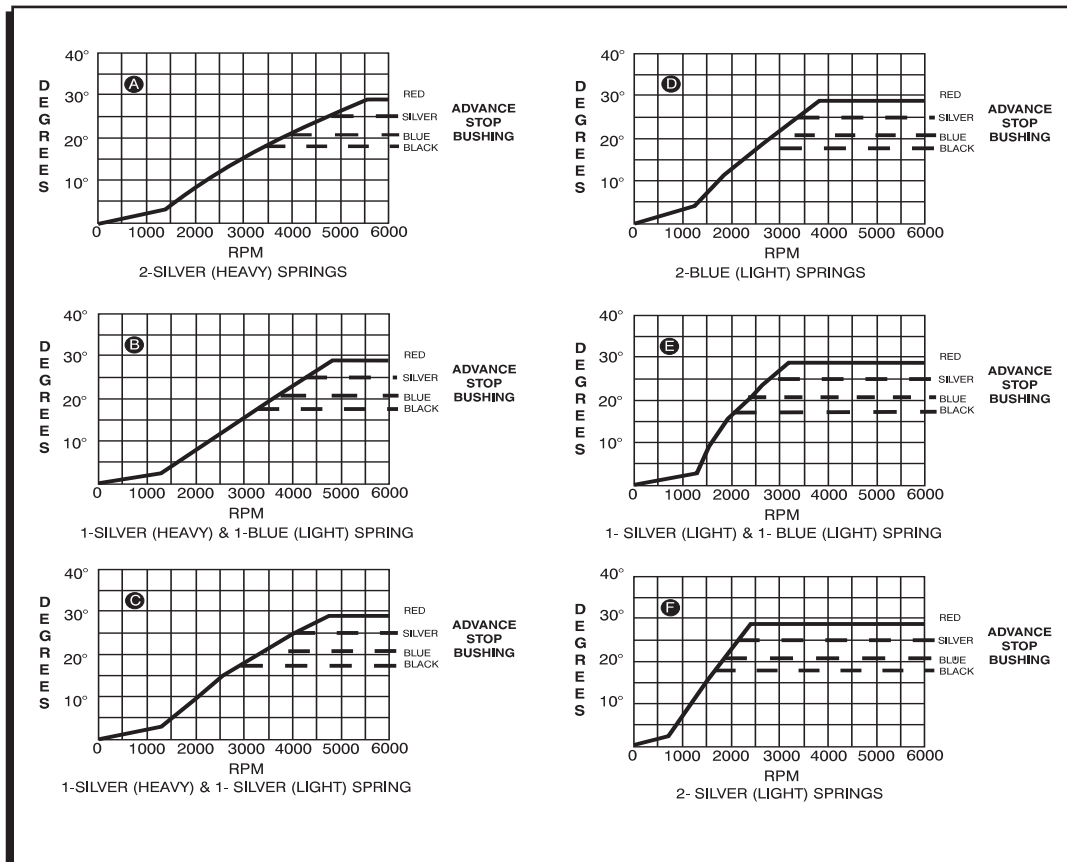 A
D
E
G
R
E
E
S
40°
30°
20°
10°
RED
SILVER
BLUE
BLACK
ADVANCE
STOP
BUSHING
0 1000 2000 3000 4000 5000 6000
RPM
2-SILVER (HEAVY) SPRINGS
D
D
E
G
R
E
E
S
40°
30°
20°
10°
RED
SILVER
BLUE
BLACK
ADVANCE
STOP
BUSHING
0 1000 2000 3000 4000 5000 6000
RPM
2-BLUE (LIGHT) SPRINGS
B
D
E
G
R
E
E
S
40°
30°
20°
10°
RED
SILVER
BLUE
BLACK
ADVANCE
STOP
BUSHING
0 1000 2000 3000 4000 5000 6000
RPM
1-SILVER (HEAVY) & 1-BLUE (LIGHT) SPRING
E
D
E
G
R
E
E
S
40°
30°
20°
10°
RED
SILVER
BLUE
BLACK
ADVANCE
STOP
BUSHING
0 1000 2000 3000 4000 5000 6000
RPM
1- SILVER (LIGHT) & 1- BLUE (LIGHT) SPRING
C
D
E
G
R
E
E
S
40°
30°
20°
10°
RED
SILVER
BLUE
BLACK
ADVANCE
STOP
BUSHING
0 1000 2000 3000 4000 5000 6000
RPM
1-SILVER (HEAVY) & 1- SILVER (LIGHT) SPRING
F
D
E
G
R
E
E
S
40°
30°
20°
10°
RED
SILVER
BLUE
BLACK
ADVANCE
STOP
BUSHING
0 1000 2000 3000 4000 5000 6000
RPM
2- SILVER (LIGHT) SPRINGS